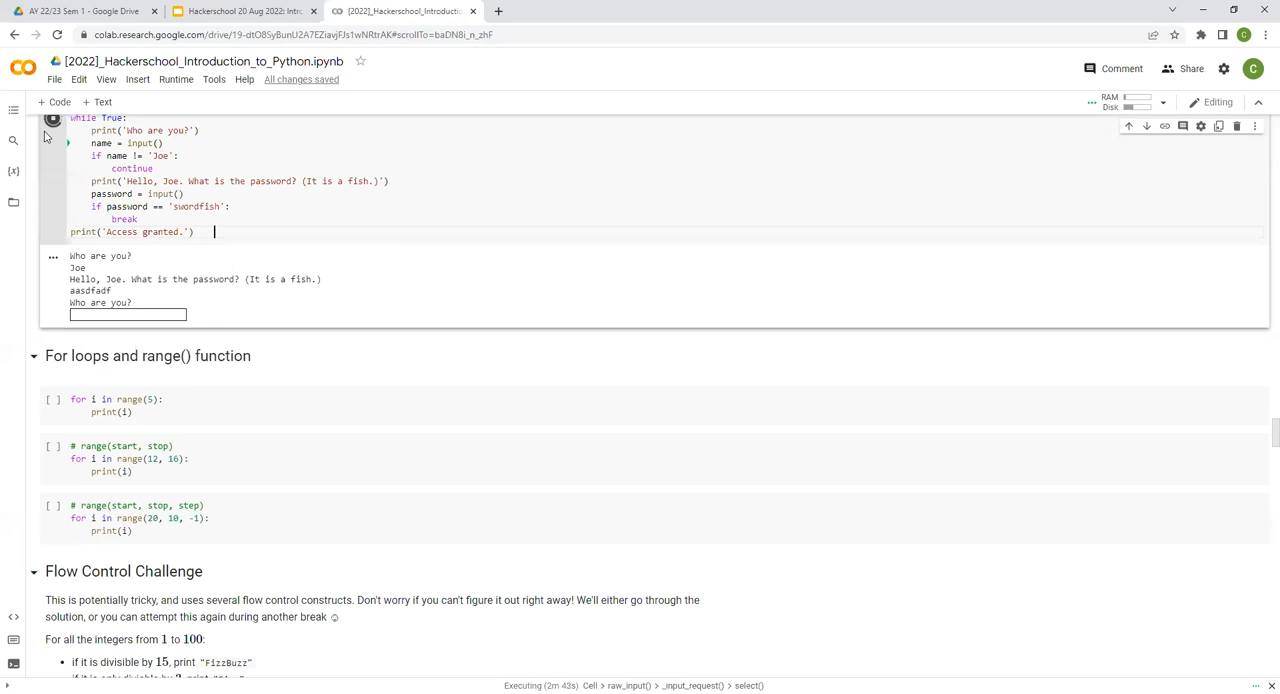 AY 22/23 Sem 1 - Google Drive
Hackerschool 20 Aug 2022: Intro
[2022]_Hackerschool_Introduction
colab.research.google.com/drive/19-dtO8SyBunU2A7EZiavjFJs1wNRtrAK#scrollTo=baDN8i_n_zhF
[2022]_Hackerschool_Introduction_to_Python.ipynb
File Edit View Insert Runtime Tools Help All changes saved
Comment Share C
+ Code + Text
RAM
Disk
Editing
while True:
print('Who are you?')
name = input()
if name != 'Joe':
continue
print('Hello, Joe. What is the password? (It is a fish.)')
password = input()
if password == 'swordfish':
break
print('Access granted.')
Who are you?
Joe
Hello, Joe. What is the password? (It is a fish.)
aasdfadf
Who are you?
For loops and range() function
[ ] for i in range(5):
print(i)
[ ] # range(start, stop)
for i in range(12, 16):
print(i)
[ ] # range(start, stop, step)
for i in range(20, 10, -1):
print(i)
Flow Control Challenge
This is potentially tricky, and uses several flow control constructs. Don't worry if you can't figure it out right away! We'll either go through the
solution, or you can attempt this again during another break ☺
For all the integers from 1 to 100:
• if it is divisible by 15, print "FizzBuzz"
Executing (2m 43s) Cell > raw_input() > _input_request() > select()